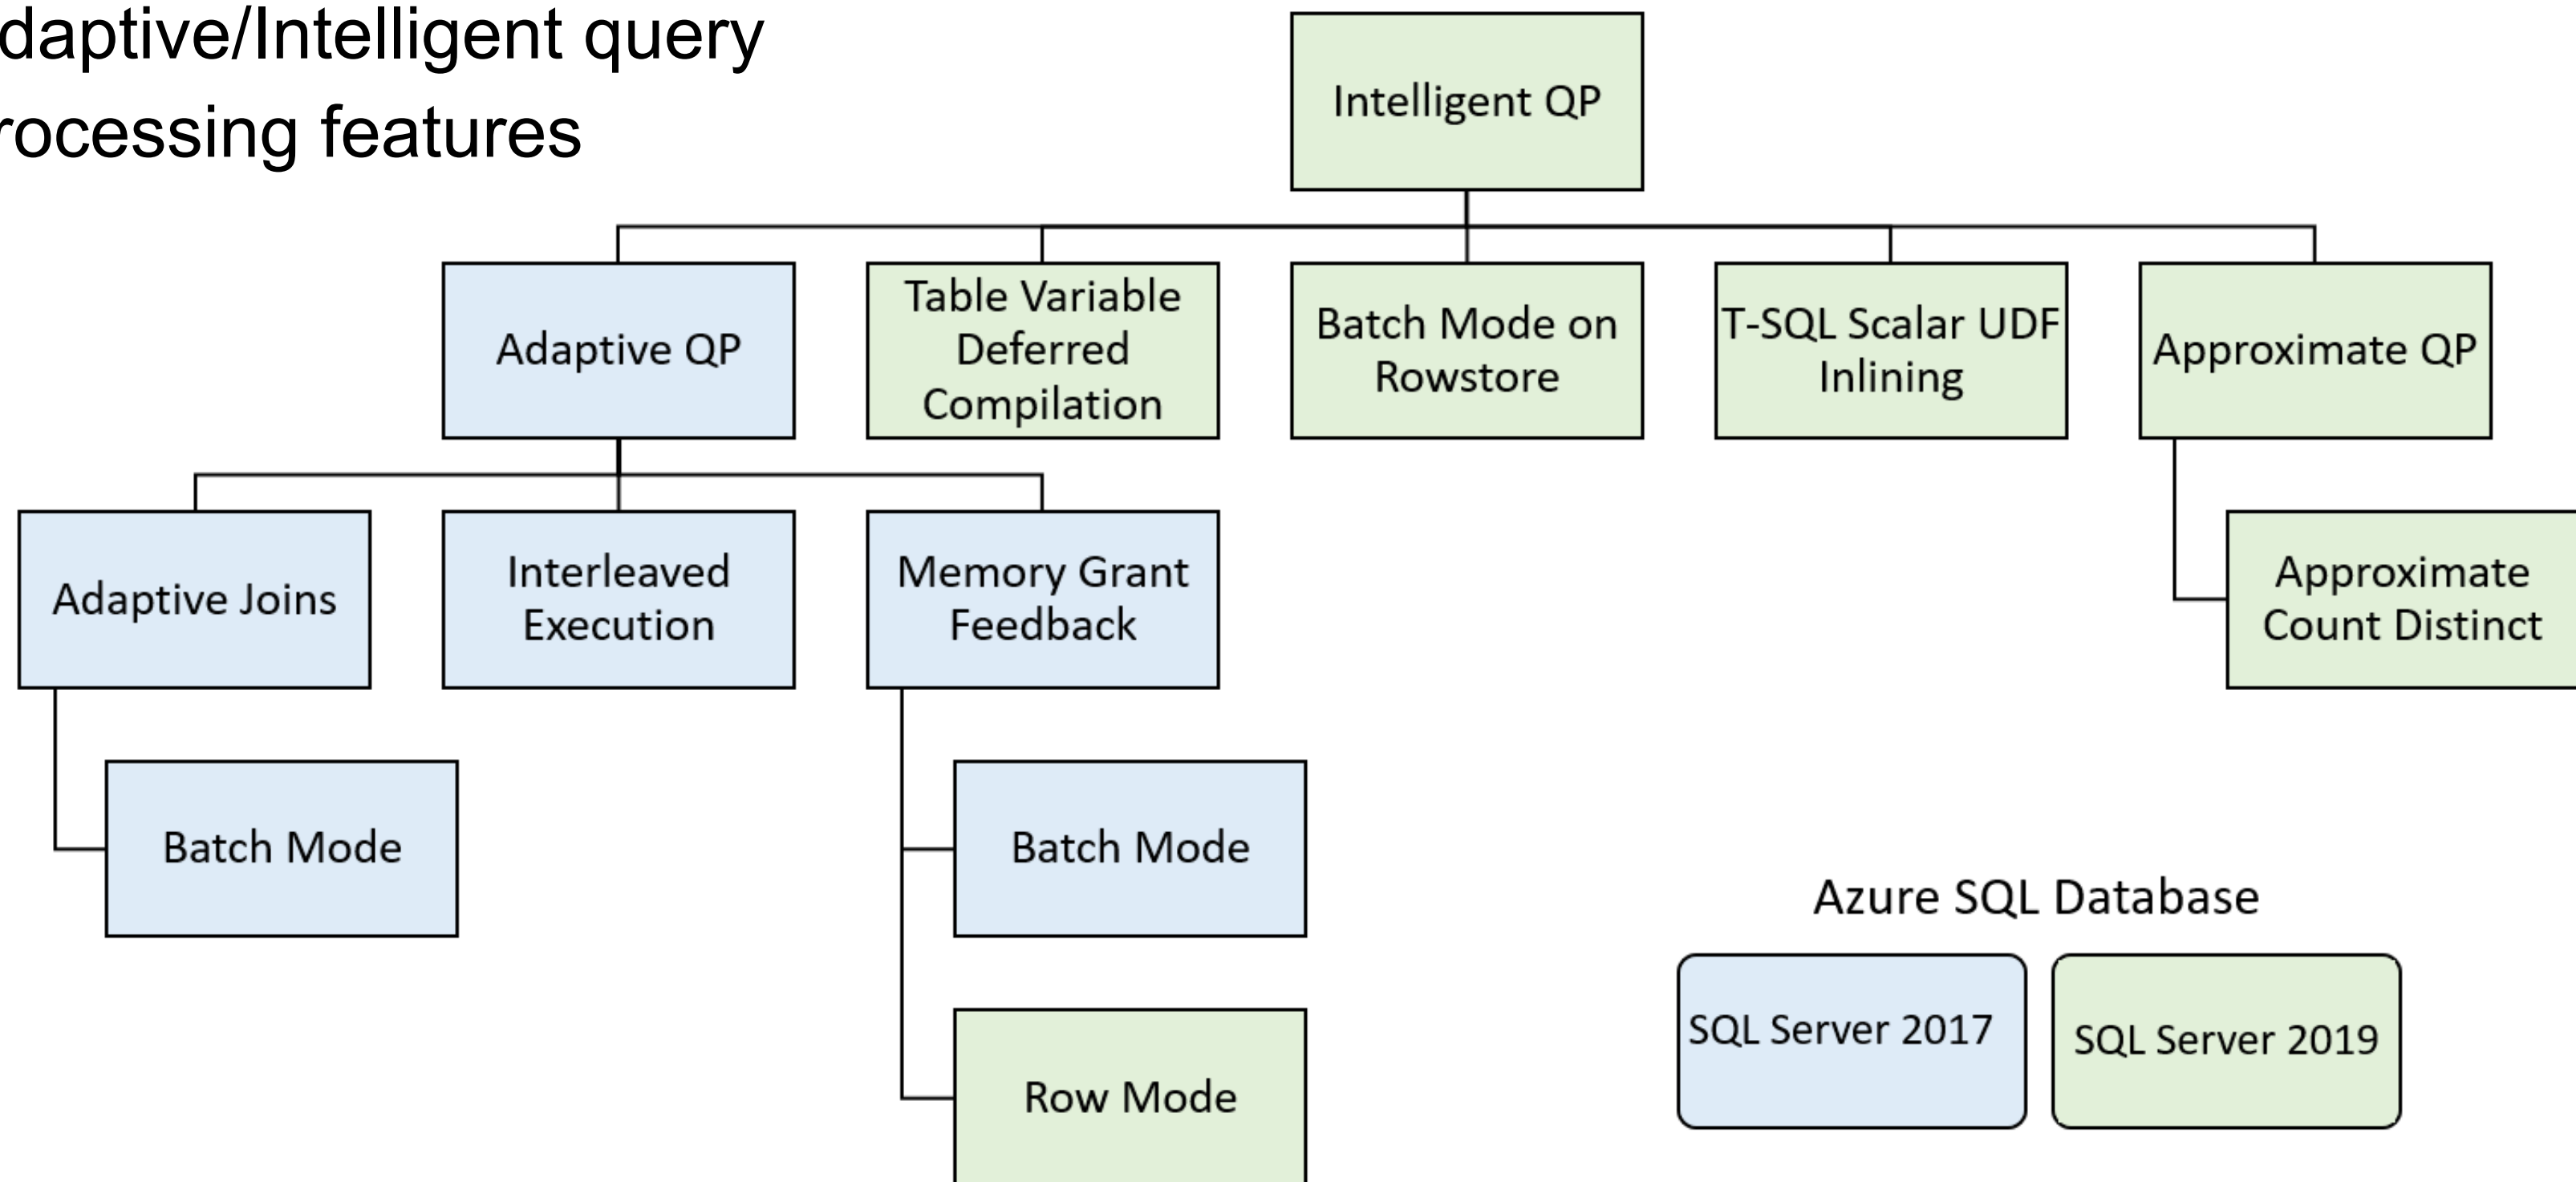 daptive/Intelligent query
rocessing features
Intelligent QP
Adaptive QP
Table Variable
Deferred
Compilation
Batch Mode on
Rowstore
T-SQL Scalar UDF
Inlining
Approximate QP
Adaptive Joins
Interleaved
Execution
Memory Grant
Feedback
Approximate
Count Distinct
Batch Mode
Batch Mode
Row Mode
Azure SQL Database
SQL Server 2017
SQL Server 2019